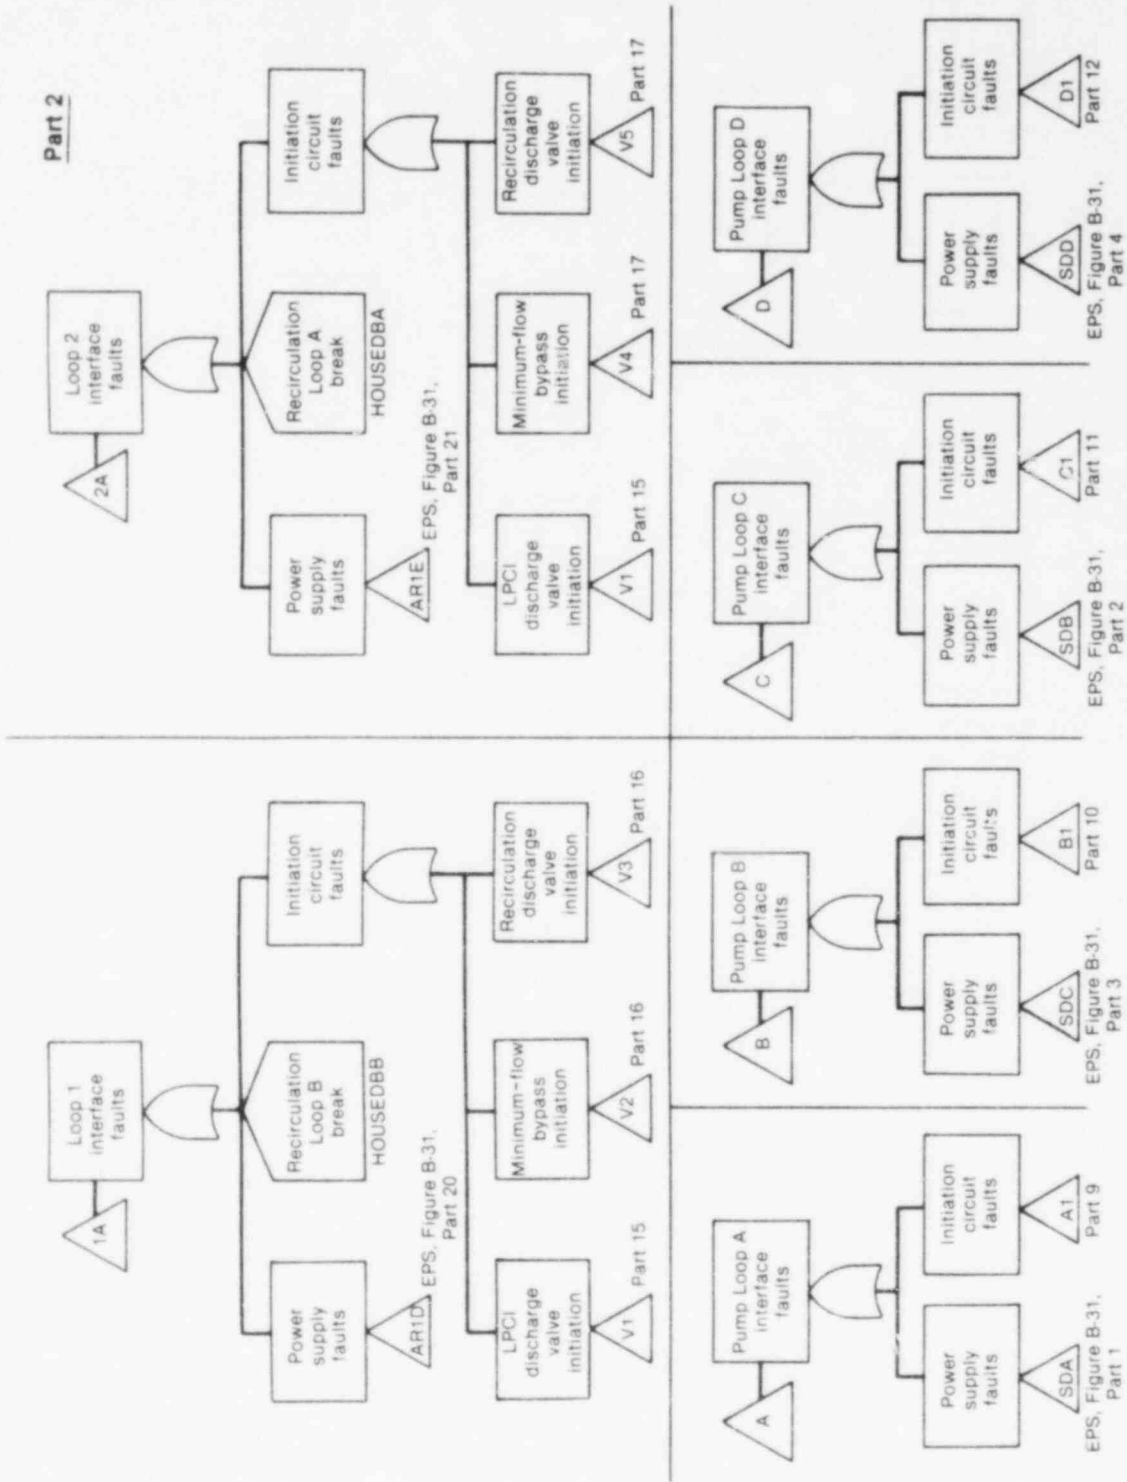 Part 2
Loop 1
interface
faults
1A
Power
supply
faults
AR1D
EPS, Figure B-31,
Part 20
Recirculation
Loop B
break
HOUSEDBB
Initiation
circuit
faults
LPCI
discharge
valve
initiation
V1
Part 15
Minimum-flow
bypass
initiation
V2
Part 16
Recirculation
discharge
valve
initiation
V3
Part 16
Loop 2
interface
faults
2A
Power
supply
faults
AR1E
EPS, Figure B-31,
Part 21
Recirculation
Loop A
break
HOUSEDBA
Initiation
circuit
faults
LPCI
discharge
valve
initiation
V1
Part 15
Minimum-flow
bypass
initiation
V4
Part 17
Recirculation
discharge
valve
initiation
V5
Part 17
Pump Loop A
interface
faults
A
Power
supply
faults
SDA
EPS, Figure B-31,
Part 1
Initiation
circuit
faults
A1
Part 9
Pump Loop B
interface
faults
B
Power
supply
faults
SDC
EPS, Figure B-31,
Part 3
Initiation
circuit
faults
B1
Part 10
Pump Loop C
interface
faults
C
Power
supply
faults
SDB
EPS, Figure B-31,
Part 2
Initiation
circuit
faults
C1
Part 11
Pump Loop D
interface
faults
D
Power
supply
faults
SDD
EPS, Figure B-31,
Part 4
Initiation
circuit
faults
D1
Part 12